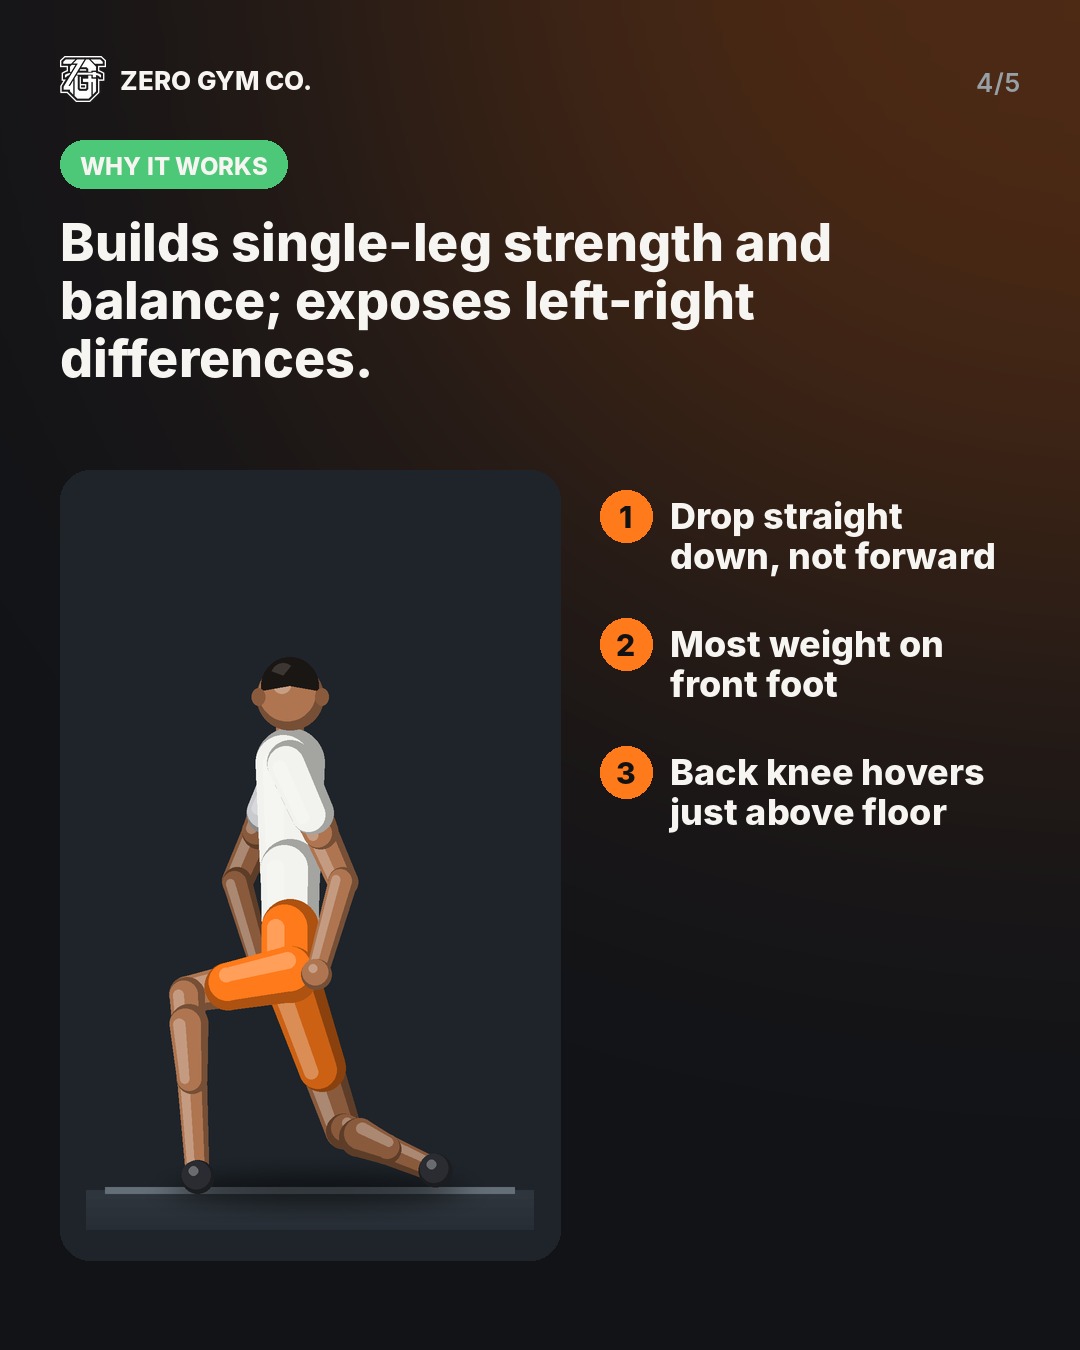 ZERO GYM CO.
4/5
WHY IT WORKS
Builds single-leg strength and
balance; exposes left-right
differences.
1 Drop straight
down, not forward
2 Most weight on
front foot
3 Back knee hovers
just above floor